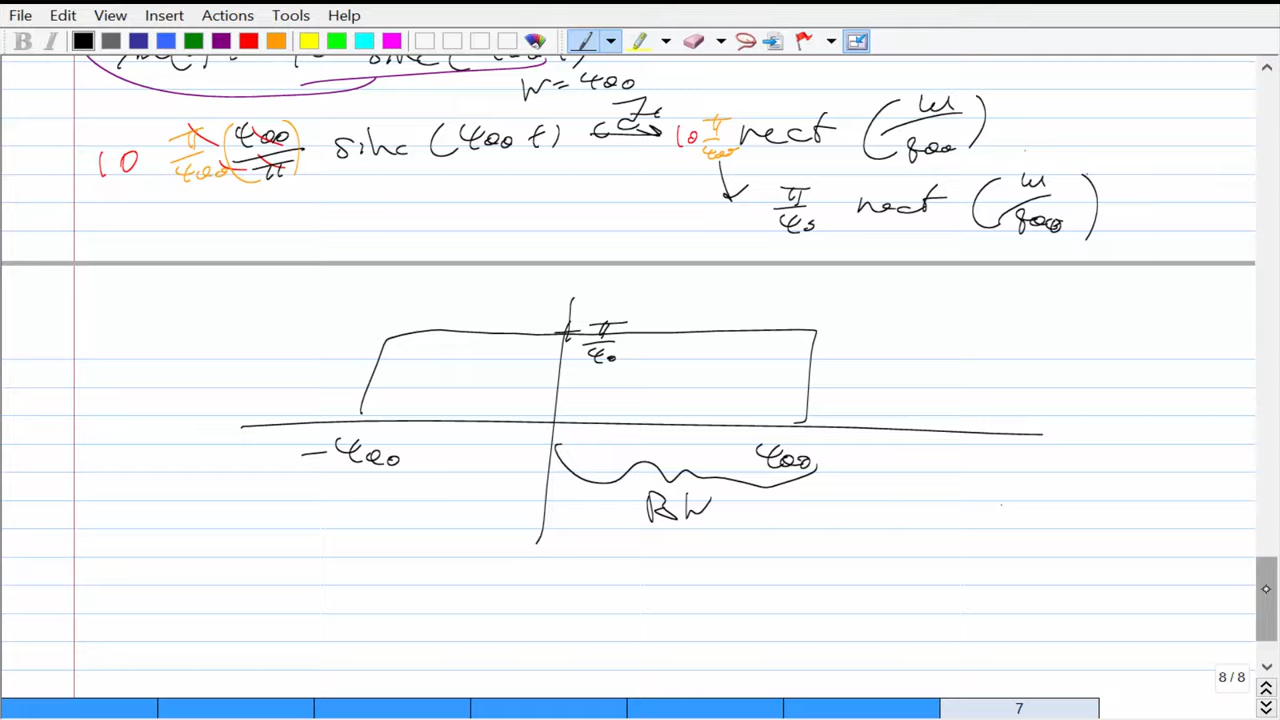 File Edit View Insert Actions Tools Help
B I
W = 400
10 π/400 (400/π) sinc (400 t) ↔ 10 π/400 rect (ω/800)
π/40 rect (ω/800)
π/40
-400 400
BW
8 / 8
7